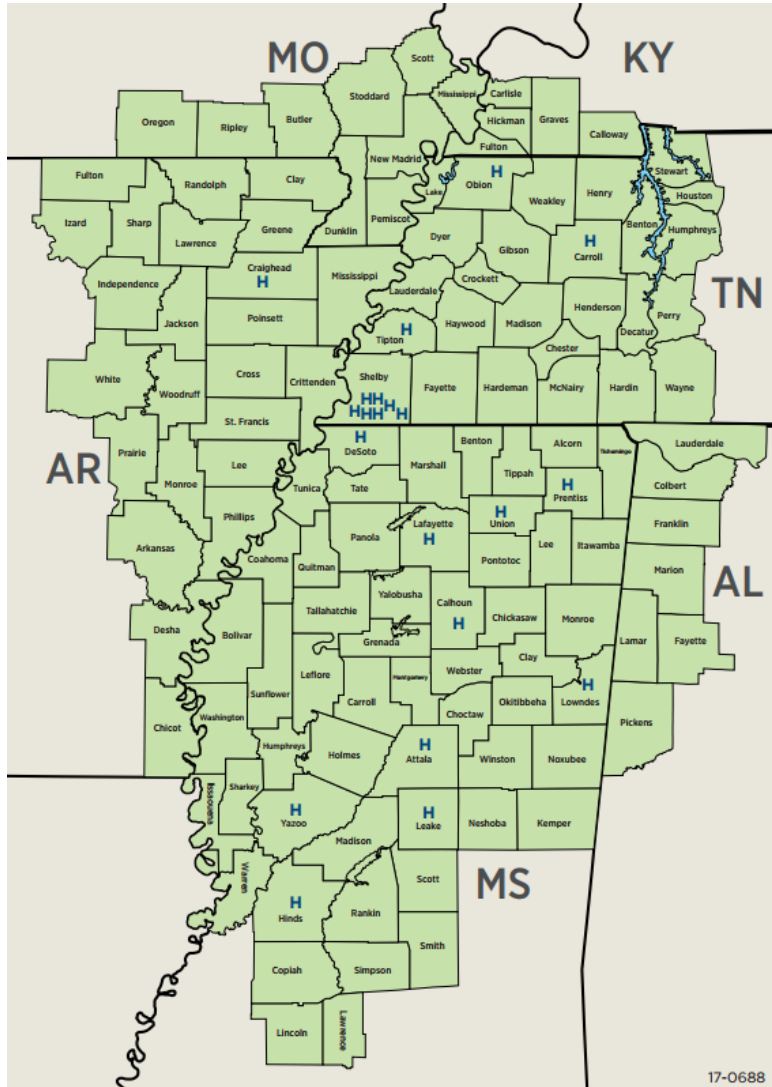 MO
KY
Scott
Stoddard
Mississippi
Carlisle
Oregon
Ripley
Butler
Hickman
Graves
Calloway
Fulton
New Madrid
Fulton
Randolph
Clay
Lake
H
Obion
Weakley
Henry
Stewart
Houston
Izard
Sharp
Lawrence
Greene
Dunklin
Pemiscot
Dyer
Gibson
H
Carroll
Benton
Humphreys
Craighead
H
Mississippi
Independence
Lauderdale
Crockett
TN
Jackson
Poinsett
H
Tipton
Haywood
Madison
Henderson
Decatur
Perry
Chester
White
Woodruff
Cross
Crittenden
Shelby
HH
H
H
HH
H
Fayette
Hardeman
McNairy
Hardin
Wayne
St. Francis
AR
Prairie
Monroe
Lee
H
DeSoto
Marshall
Benton
Tippah
Alcorn
Tishomingo
Lauderdale
Tunica
Tate
H
Prentiss
Colbert
Phillips
Panola
Lafayette
H
H
Union
Franklin
Arkansas
Coahoma
Quitman
Pontotoc
Lee
Itawamba
Marion
AL
Desha
Bolivar
Tallahatchie
Yalobusha
Calhoun
H
Chickasaw
Monroe
Lamar
Fayette
Grenada
Clay
Sunflower
Leflore
Carroll
Montgomery
Webster
H
Lowndes
Chicot
Washington
Choctaw
Okitibbeha
Pickens
Humphreys
Holmes
H
Attala
Winston
Noxubee
Issaquena
Sharkey
H
Yazoo
H
Leake
Neshoba
Kemper
Madison
Warren
Scott
MS
H
Hinds
Rankin
Smith
Copiah
Simpson
Lincoln
Lawrence
17-0688